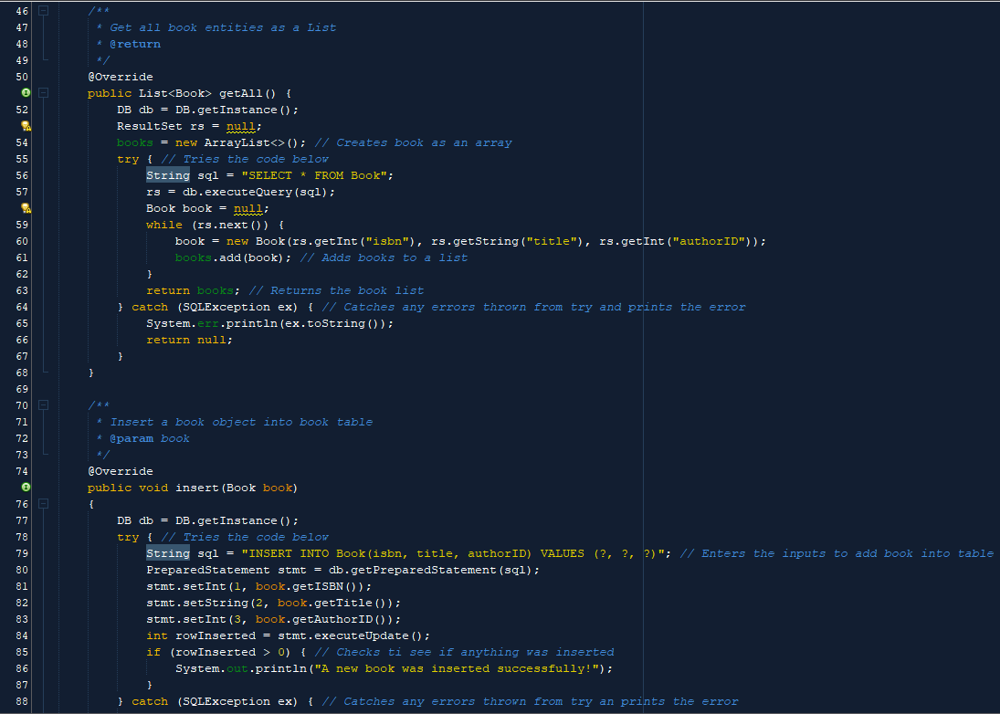 46 /**
47 * Get all book entities as a List
48 * @return
49 */
50 @Override
public List<Book> getAll() {
52 DB db = DB.getInstance();
ResultSet rs = null;
54 books = new ArrayList<>(); // Creates book as an array
55 try { // Tries the code below
56 String sql = "SELECT * FROM Book";
57 rs = db.executeQuery(sql);
Book book = null;
59 while (rs.next()) {
60 book = new Book(rs.getInt("isbn"), rs.getString("title"), rs.getInt("authorID"));
61 books.add(book); // Adds books to a list
62 }
63 return books; // Returns the book list
64 } catch (SQLException ex) { // Catches any errors thrown from try and prints the error
65 System.err.println(ex.toString());
66 return null;
67 }
68 }
69
70 /**
71 * Insert a book object into book table
72 * @param book
73 */
74 @Override
public void insert(Book book)
76 {
77 DB db = DB.getInstance();
78 try { // Tries the code below
79 String sql = "INSERT INTO Book(isbn, title, authorID) VALUES (?, ?, ?)"; // Enters the inputs to add book into table
80 PreparedStatement stmt = db.getPreparedStatement(sql);
81 stmt.setInt(1, book.getISBN());
82 stmt.setString(2, book.getTitle());
83 stmt.setInt(3, book.getAuthorID());
84 int rowInserted = stmt.executeUpdate();
85 if (rowInserted > 0) { // Checks ti see if anything was inserted
86 System.out.println("A new book was inserted successfully!");
87 }
88 } catch (SQLException ex) { // Catches any errors thrown from try an prints the error